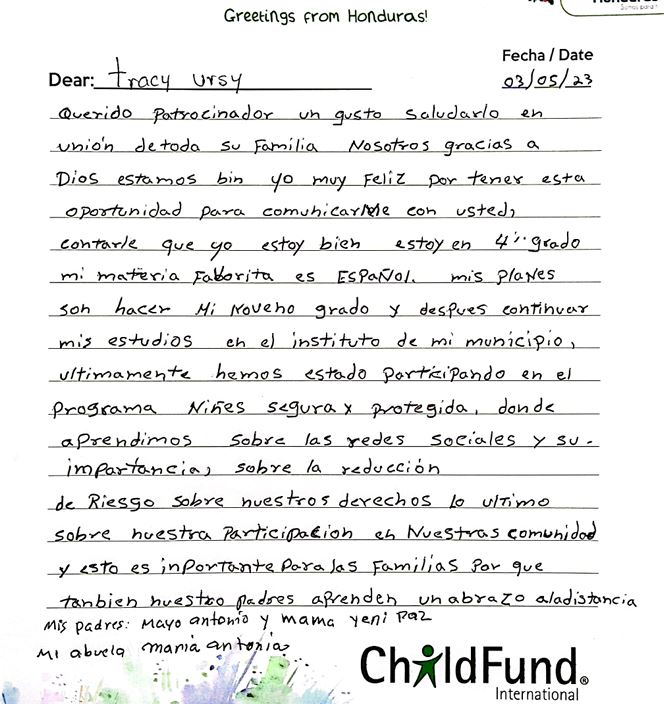 Greetings from Honduras!
Fecha / Date
Dear: tracy ursy 03/05/23
Querido Patrocinador un gusto saludarlo en
unión de toda su Familia Nosotros gracias a
Dios estamos bin yo muy Feliz por tener esta
oportunidad para comunicarme con usted,
contarle que yo estoy bien estoy en 4%. grado
mi materia Faborita es ESPAÑOl. mis planes
son hacer Mi Noveno grado y despues continuar
mis estudios en el instituto de mi municipio,
ultimamente hemos estado participando en el
Programa Niñes segura y protegida, donde
aprendimos sobre las redes sociales y su.
importancia, sobre la reducción
de Riesgo sobre nuestros derechos lo ultimo
sobre nuestra Participacion en Nuestras comunidad
y esto es inportante para las Familias Por que
tanbien nuestro padres aprenden un abrazo aladistancia
Mis padres: Mayo antonio y mama yeni Paz
Mi abuela maria antonia
ChildFund®
International